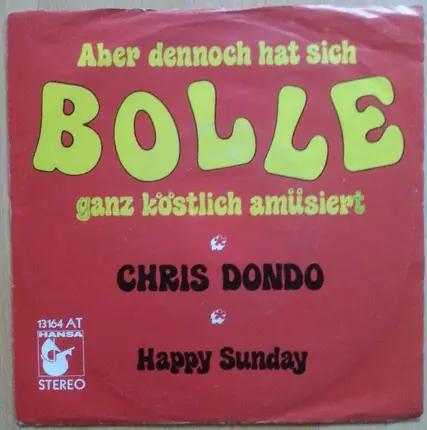 Aber dennoch hat sich
BOLLE
ganz köstlich amüsiert
CHRIS DONDO
13164 AT
HANSA
STEREO
Happy Sunday